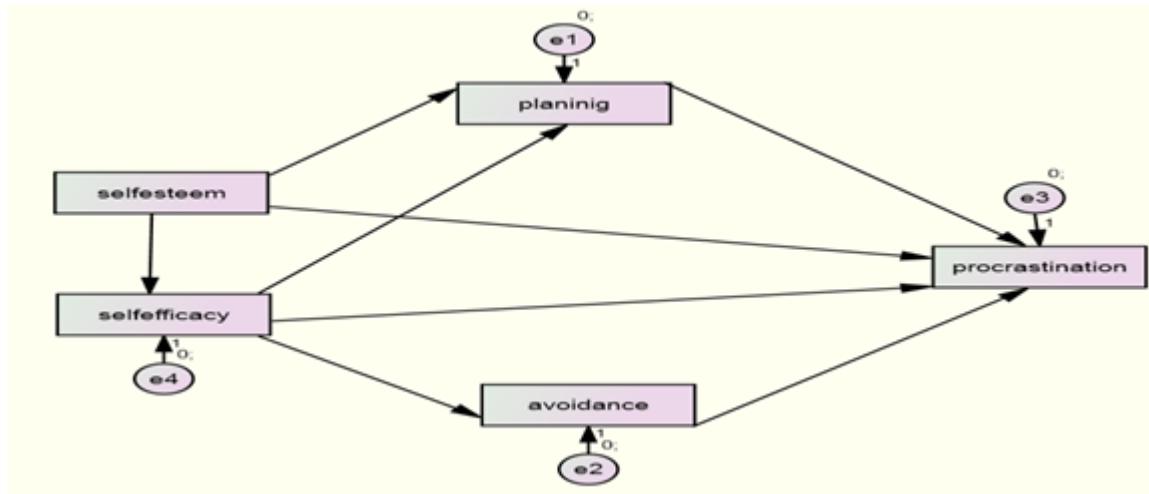 0;
e1
1
planinig
selfesteem
0;
e3
1
procrastination
selfefficacy
1
0;
e4
avoidance
1
0;
e2